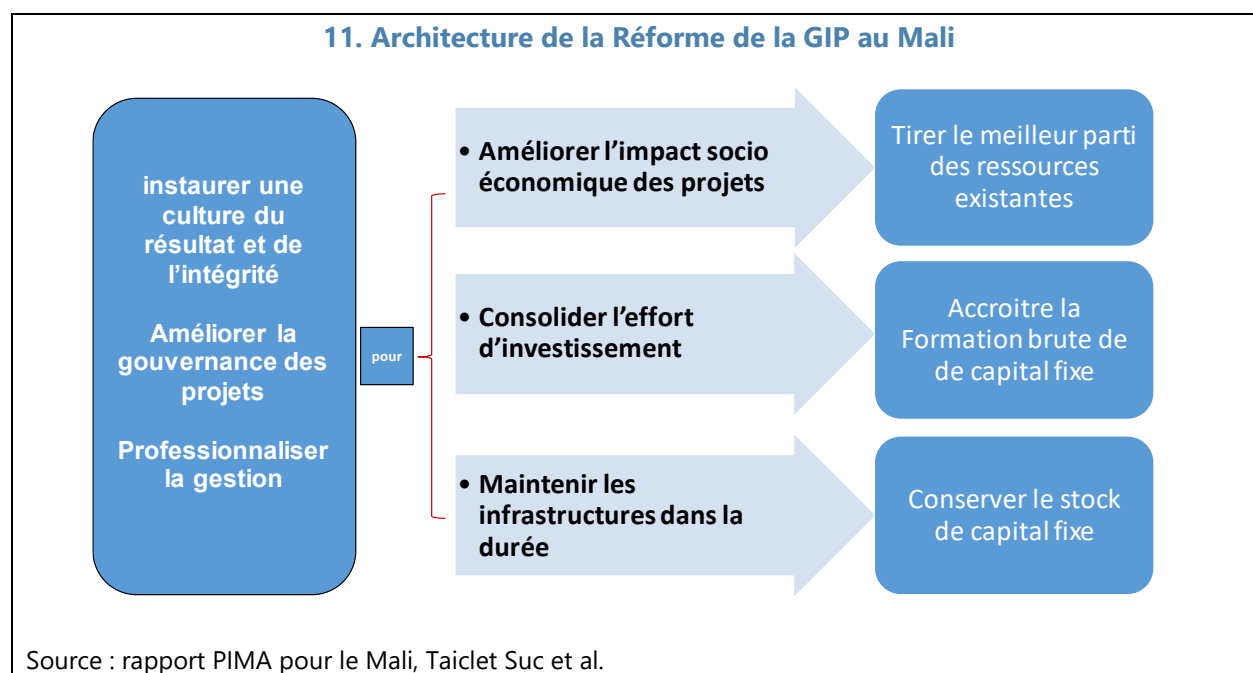 11. Architecture de la Réforme de la GIP au Mali
instaurer une
culture du
résultat et de
l'intégrité
Améliorer la
gouvernance des
projets
Professionnaliser
la gestion
pour
• Améliorer l'impact socio
économique des projets
Tirer le meilleur parti
des ressources
existantes
• Consolider l'effort
d'investissement
Accroitre la
Formation brute de
de capital fixe
• Maintenir les
infrastructures dans la
durée
Conserver le stock
de capital fixe
Source : rapport PIMA pour le Mali, Taiclet Suc et al.